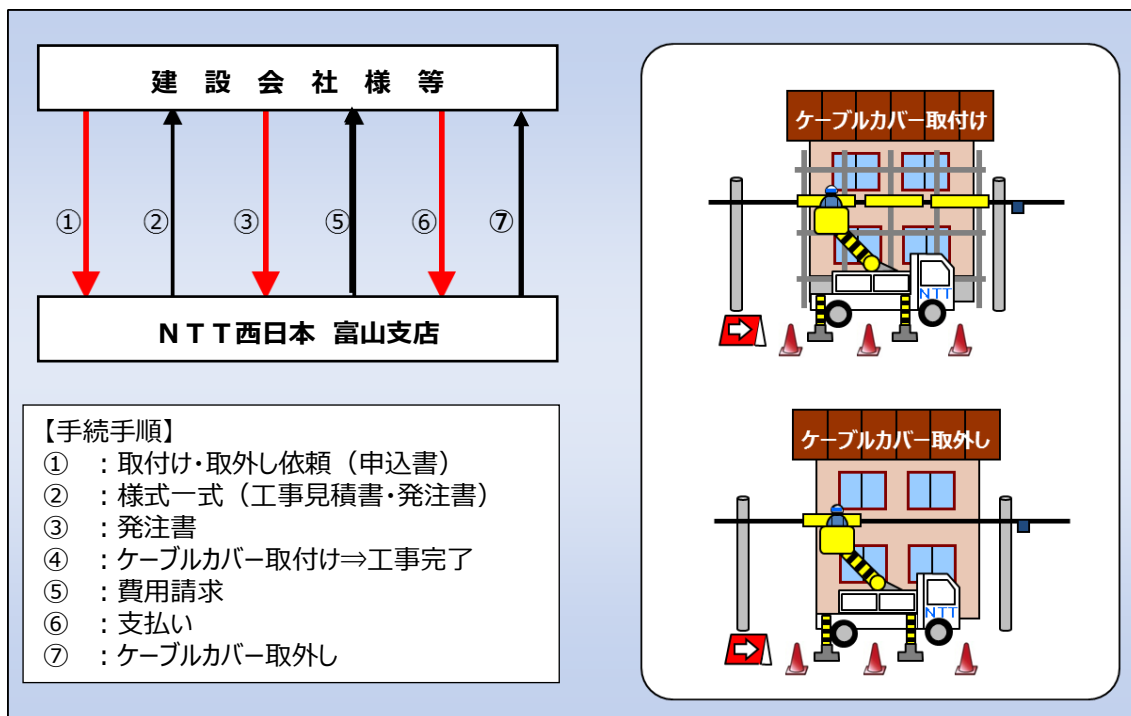 建設会社様等
① ② ③ ⑤ ⑥ ⑦
ＮＴＴ西日本 富山支店
【手続手順】
① ：取付け・取外し依頼（申込書）
② ：様式一式（工事見積書・発注書）
③ ：発注書
④ ：ケーブルカバー取付け⇒工事完了
⑤ ：費用請求
⑥ ：支払い
⑦ ：ケーブルカバー取外し
ケーブルカバー取付け
NTT
ケーブルカバー取外し
NTT